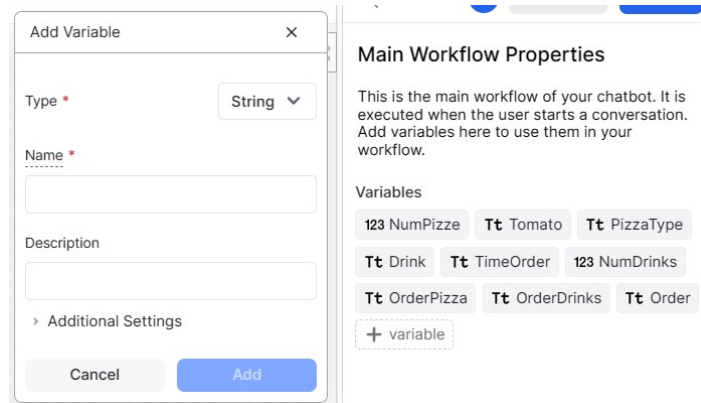 Add Variable
Type *
String
Name *
Description
Additional Settings
Cancel
Add
Main Workflow Properties
This is the main workflow of your chatbot. It is
executed when the user starts a conversation.
Add variables here to use them in your
workflow.
Variables
123 NumPizze Tt Tomato Tt PizzaType
Tt Drink Tt TimeOrder 123 NumDrinks
Tt OrderPizza Tt OrderDrinks Tt Order
+ variable